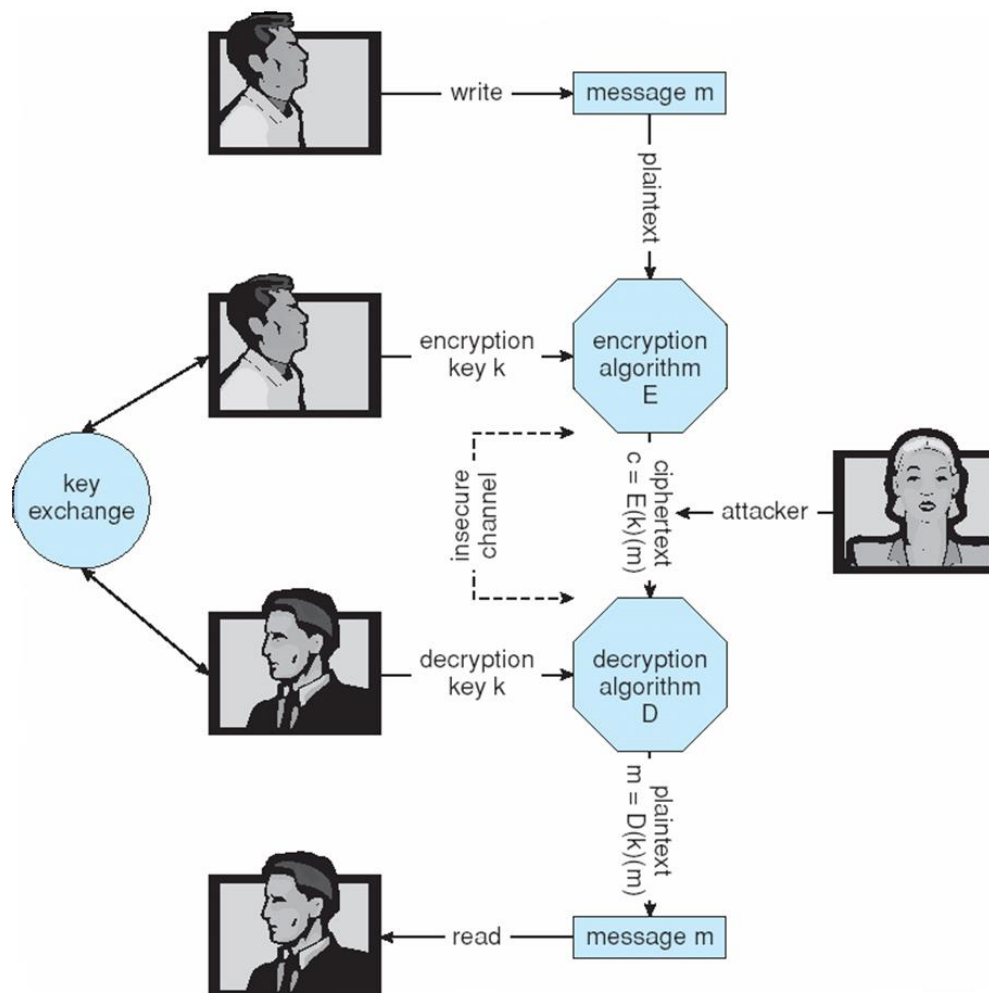 write
message m
plaintext
encryption
key k
encryption
algorithm
E
key
exchange
insecure
channel
ciphertext
c = E(k)(m)
attacker
decryption
key k
decryption
algorithm
D
plaintext
m = D(k)(m)
read
message m